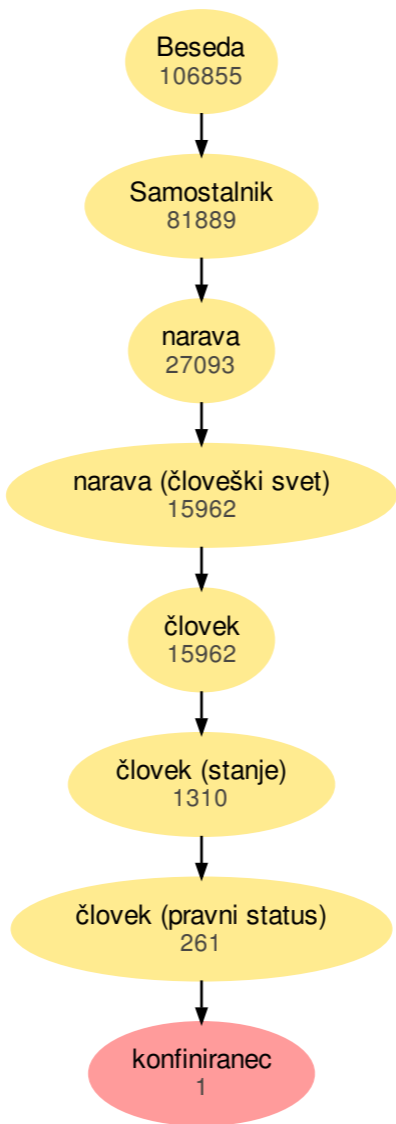 Beseda
106855
Samostalnik
81889
narava
27093
narava (človeški svet)
15962
človek
15962
človek (stanje)
1310
človek (pravni status)
261
konfiniranec
1